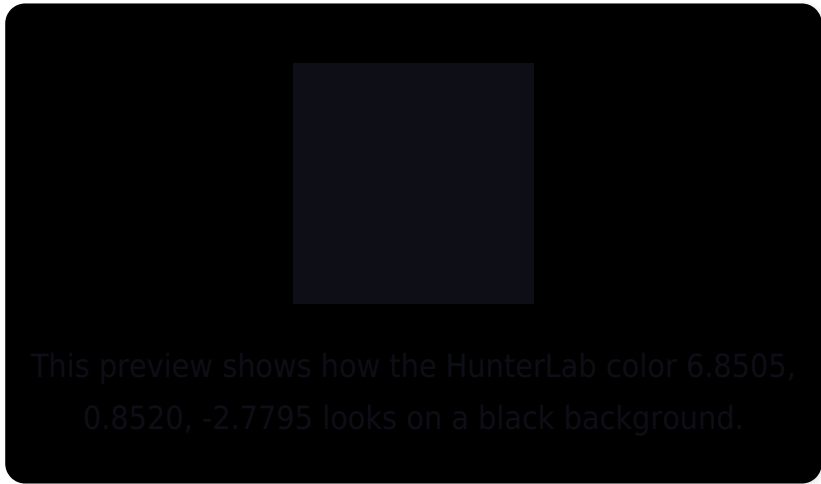 This preview shows how the HunterLab color 6.8505,
0.8520, -2.7795 looks on a black background.